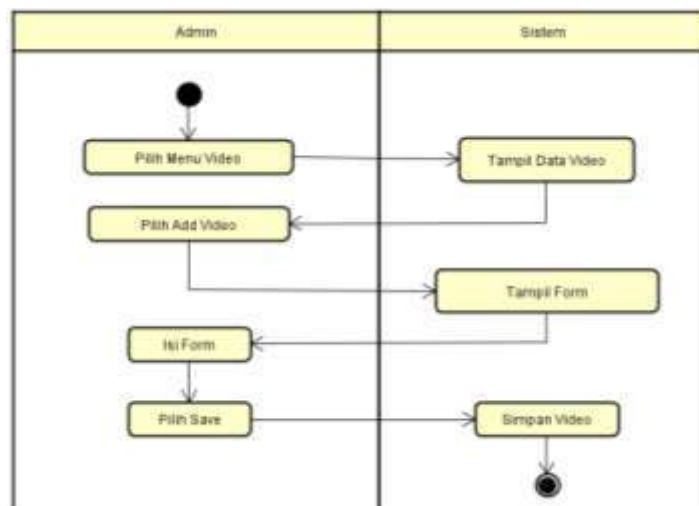 Admin
Sistem
Pilih Menu Video
Tampil Data Video
Pilih Add Video
Tampil Form
Isi Form
Pilih Save
Simpan Video